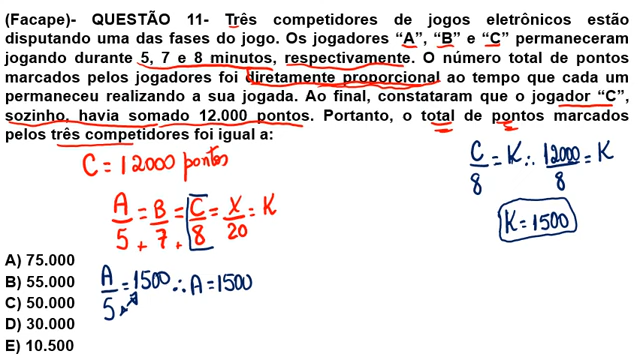 (Facape)- QUESTÃO 11- Três competidores de jogos eletrônicos estão
disputando uma das fases do jogo. Os jogadores “A”, “B” e “C” permaneceram
jogando durante 5, 7 e 8 minutos, respectivamente. O número total de pontos
marcados pelos jogadores foi diretamente proporcional ao tempo que cada um
permaneceu realizando a sua jogada. Ao final, constataram que o jogador “C”,
sozinho, havia somado 12.000 pontos. Portanto, o total de pontos marcados
pelos três competidores foi igual a:
C = 12000 pontos
C/8 = K ∴ 12000/8 = K
A/5 + = B/7 + = C/8 = X/20 = K
K = 1500
A) 75.000
B) 55.000
C) 50.000
D) 30.000
E) 10.500
A/5 = 1500 ∴ A = 1500